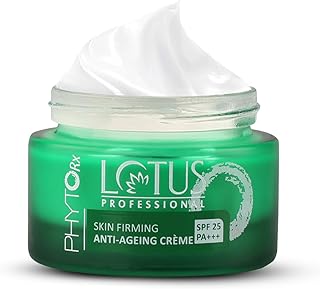 PHYTORx
LOTUS
PROFESSIONAL
SKIN FIRMING
ANTI-AGEING CRÈME
SPF 25
PA+++